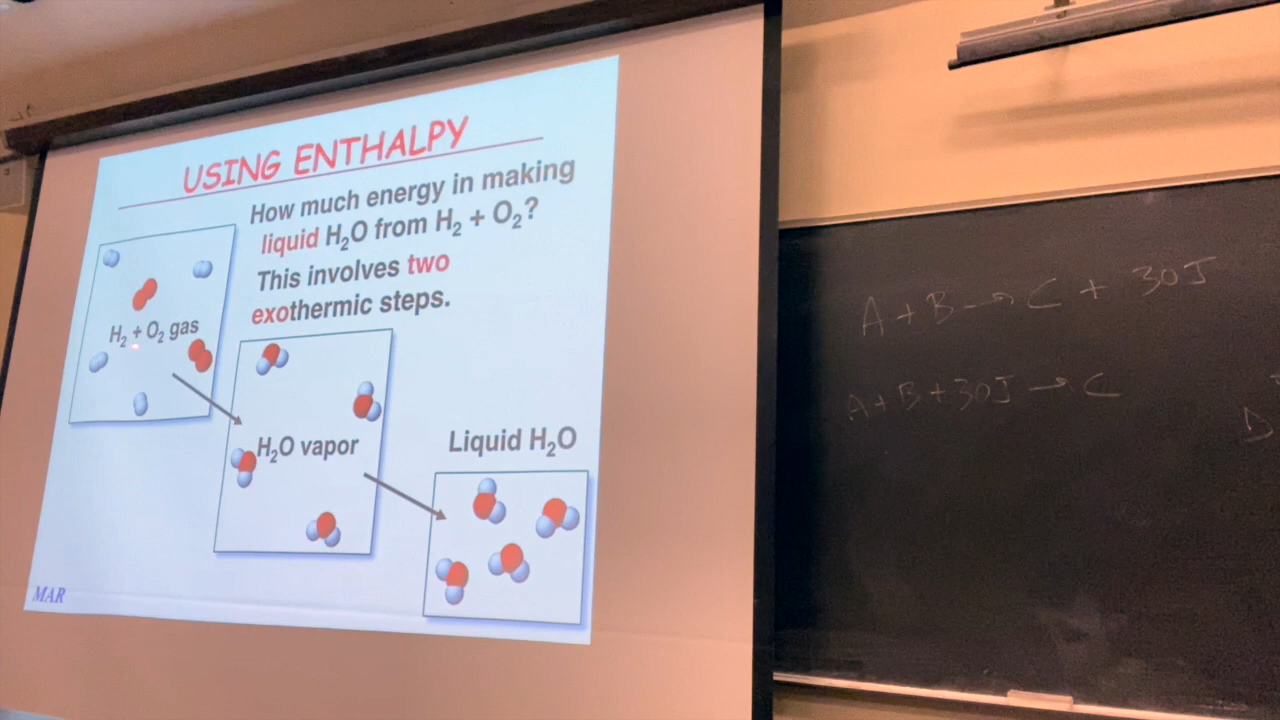 USING ENTHALPY
How much energy in making
liquid H₂O from H₂ + O₂?
This involves two
exothermic steps.
H₂ + O₂ gas
H₂O vapor
Liquid H₂O
MAR
A + B → C + 30J
A + B + 30J → C